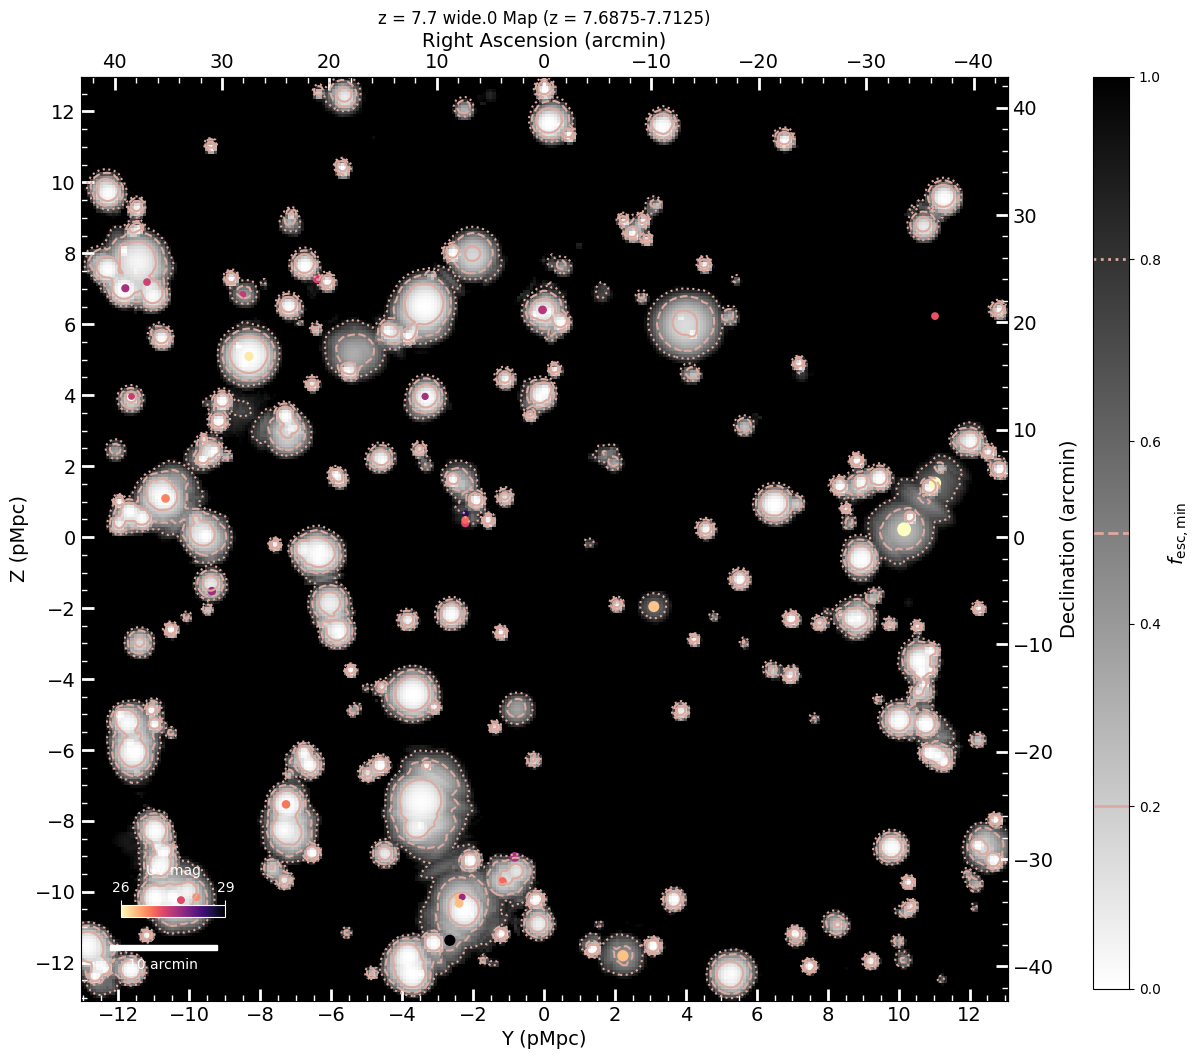 z = 7.7 wide.0 Map (z = 7.6875-7.7125)
Right Ascension (arcmin)
40 30 20 10 0 −10 −20 −30 −40
12 10 8 6 4 2 0 −2 −4 −6 −8 −10 −12
Z (pMpc)
40 30 20 10 0 −10 −20 −30 −40
Declination (arcmin)
1.0 0.8 0.6 0.4 0.2 0.0
fesc,min
mag
26 29
10 arcmin
−12 −10 −8 −6 −4 −2 0 2 4 6 8 10 12
Y (pMpc)